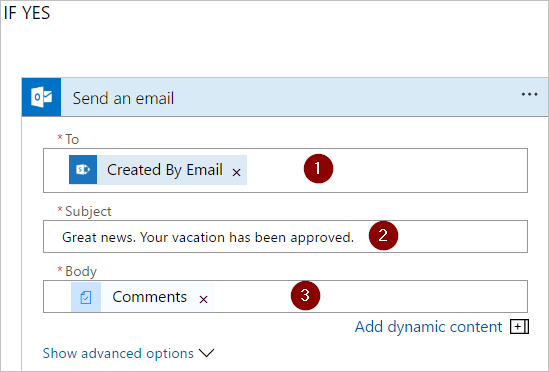 IF YES
Send an email
* To
Created By Email × 1
* Subject
Great news. Your vacation has been approved. 2
* Body
Comments × 3
Add dynamic content
Show advanced options